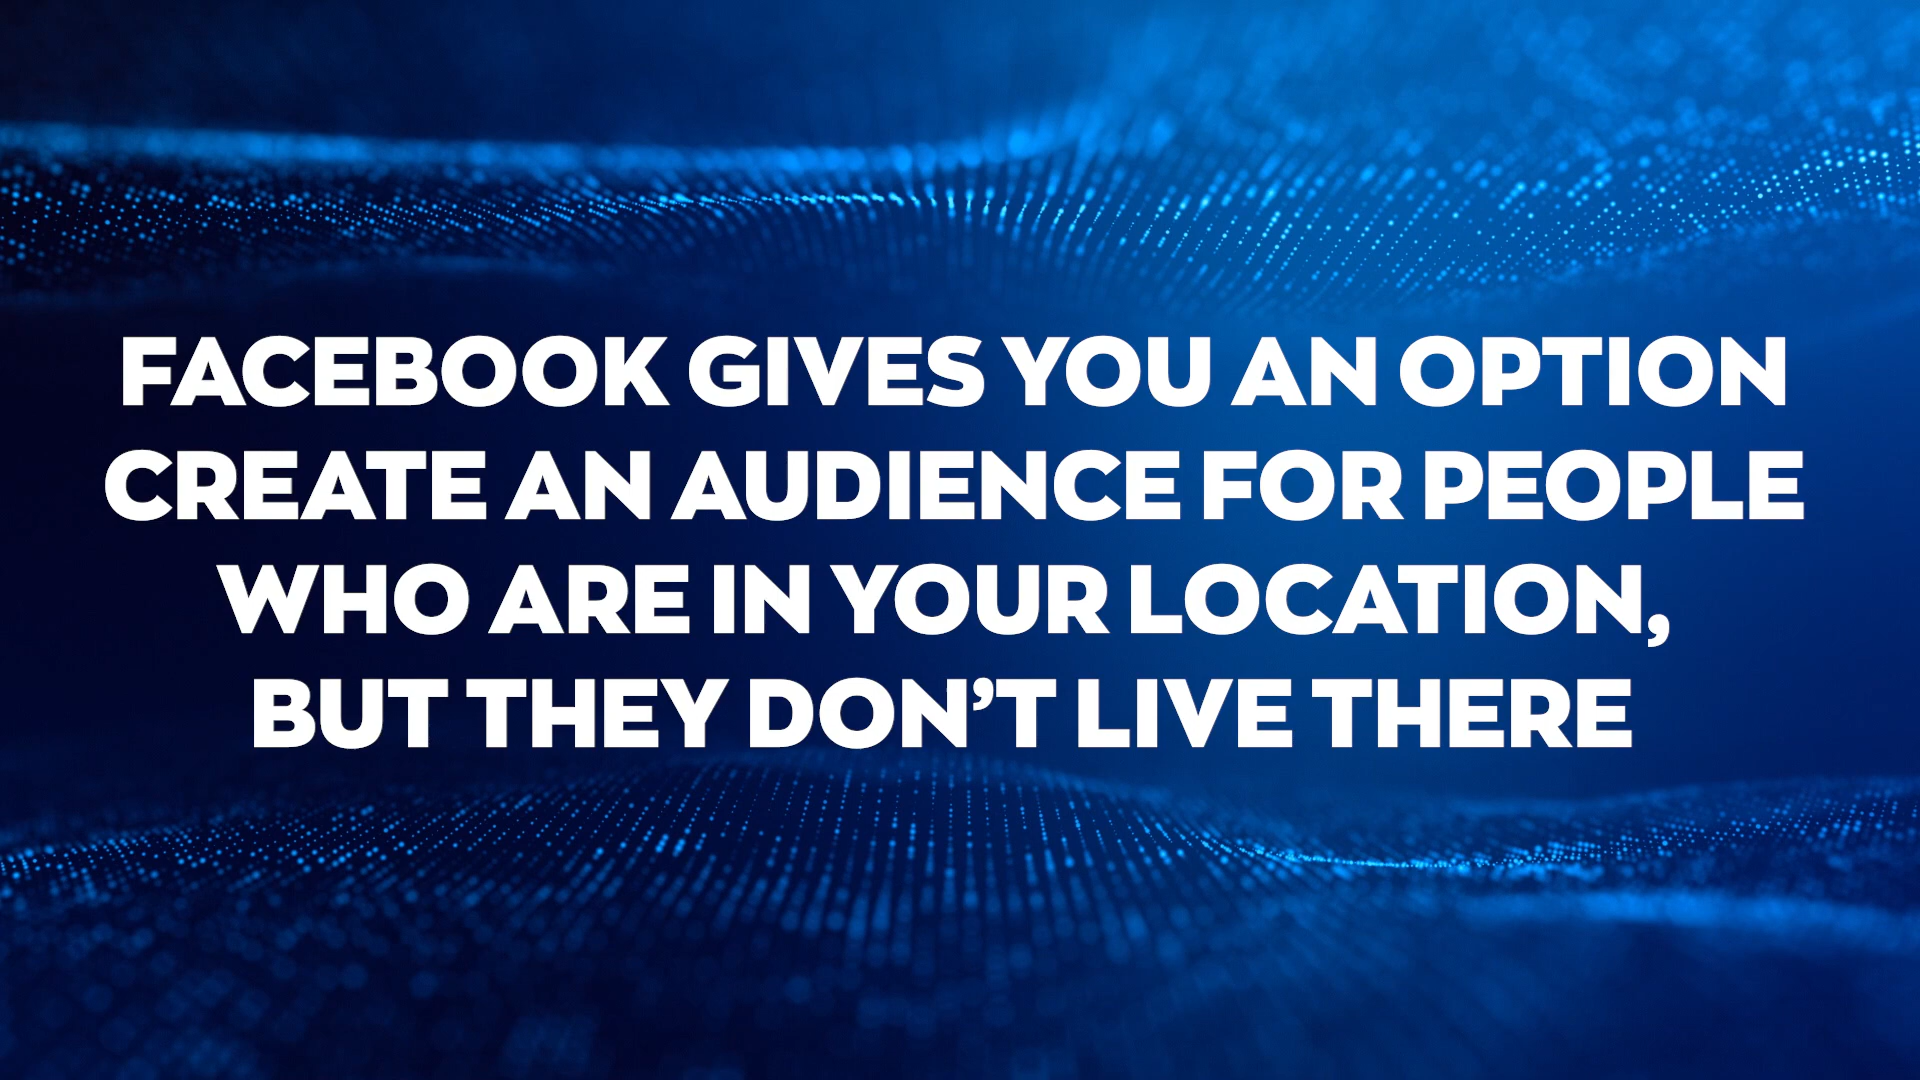 FACEBOOK GIVES YOU AN OPTION
CREATE AN AUDIENCE FOR PEOPLE
WHO ARE IN YOUR LOCATION,
BUT THEY DON’T LIVE THERE